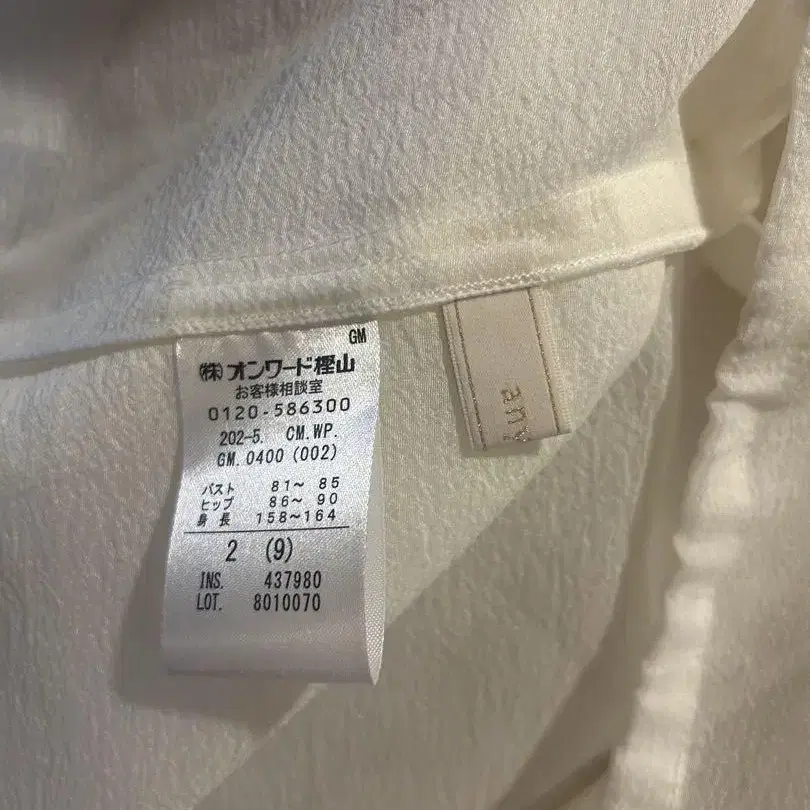 GM
㈱オンワード樫山
お客様相談室
0120-586300
202-5. CM.WP.
GM.0400(002)
バスト 81～ 85
ヒップ 86～ 90
身長 158～164
2 (9)
INS. 437980
LOT. 8010070
any